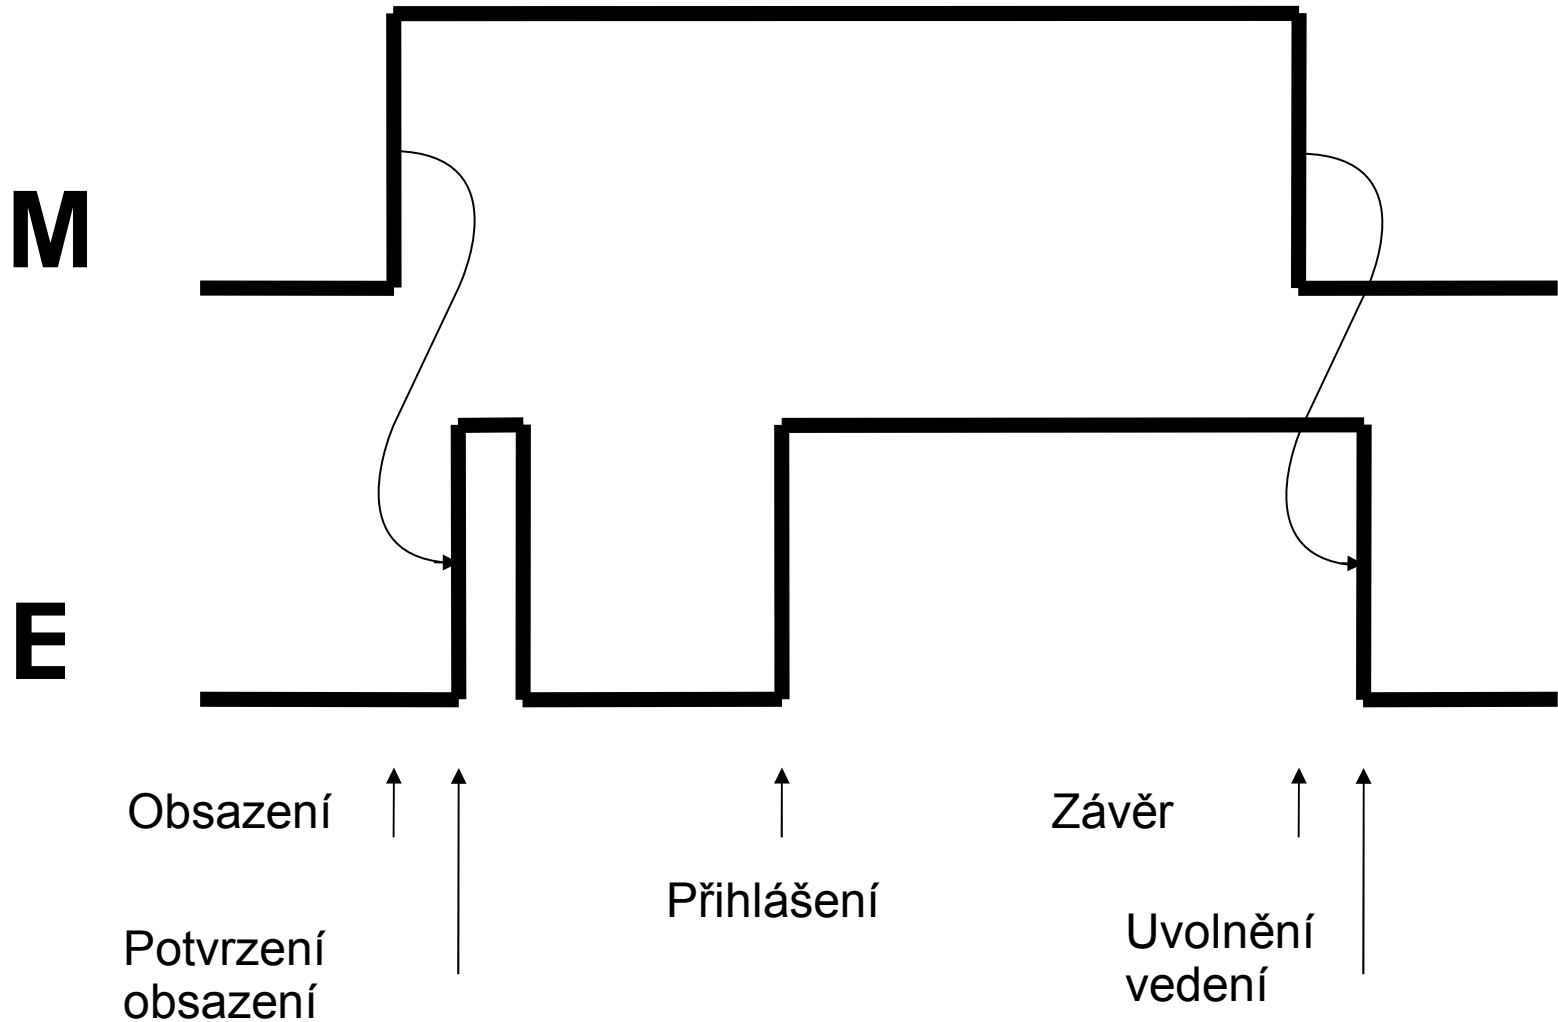 M
E
Obsazení
Závěr
Přihlášení
Potvrzení
obsazení
Uvolnění
vedení